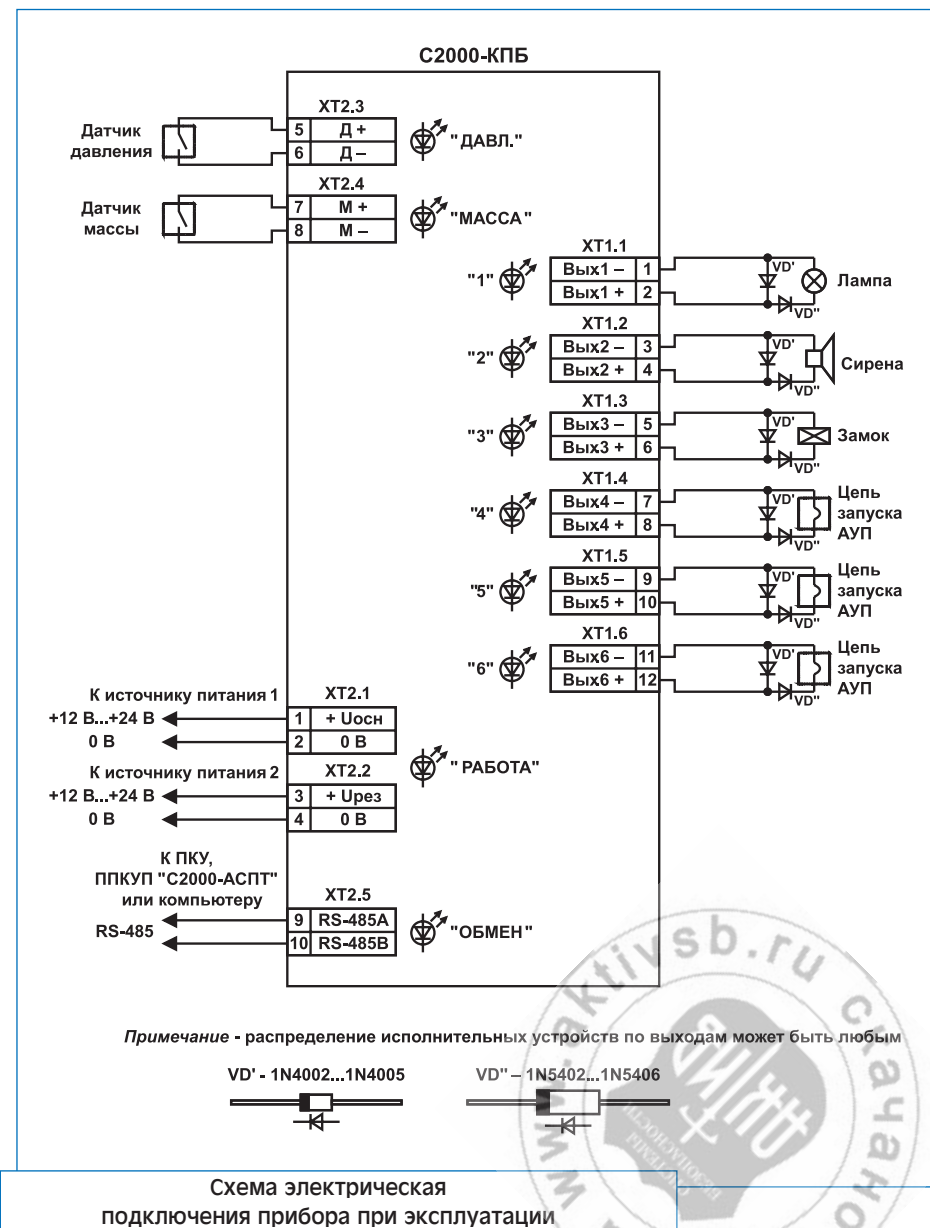 С2000-КПБ
ХТ2.3
Датчик
давления
5 Д +
6 Д –
"ДАВЛ."
ХТ2.4
Датчик
массы
7 М +
8 М –
"МАССА"
ХТ1.1
"1"
Вых1 – 1
Вых1 + 2
VD'
VD"
Лампа
ХТ1.2
"2"
Вых2 – 3
Вых2 + 4
VD'
VD"
Сирена
ХТ1.3
"3"
Вых3 – 5
Вых3 + 6
VD'
VD"
Замок
ХТ1.4
"4"
Вых4 – 7
Вых4 + 8
VD'
VD"
Цепь
запуска
АУП
ХТ1.5
"5"
Вых5 – 9
Вых5 + 10
VD'
VD"
Цепь
запуска
АУП
ХТ1.6
"6"
Вых6 – 11
Вых6 + 12
VD'
VD"
Цепь
запуска
АУП
К источнику питания 1
ХТ2.1
+12 В...+24 В
1 + Uосн
0 В
2 0 В
"РАБОТА"
К источнику питания 2
ХТ2.2
+12 В...+24 В
3 + Uрез
0 В
4 0 В
К ПКУ,
ППКУП "С2000-АСПТ"
или компьютеру
ХТ2.5
RS-485
9 RS-485A
10 RS-485B
"ОБМЕН"
Примечание - распределение исполнительных устройств по выходам может быть любым
VD' - 1N4002...1N4005
VD" – 1N5402...1N5406
Схема электрическая
подключения прибора при эксплуатации
www.aktivsb.ru